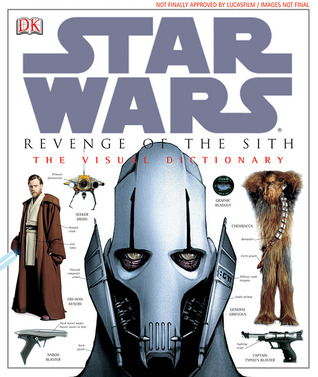 NOT FINALLY APPROVED BY LUCASFILM / IMAGES NOT FINAL
DK
STAR
WARS®
REVENGE OF THE SITH
THE VISUAL DICTIONARY
SEEKER
DROID
GRAPHIC
READOUT
CHEWBACCA
OBI-WAN
KENOBI
GENERAL
GRIEVOUS
NABOO
BLASTER
CAPTAIN
TYPHO'S BLASTER